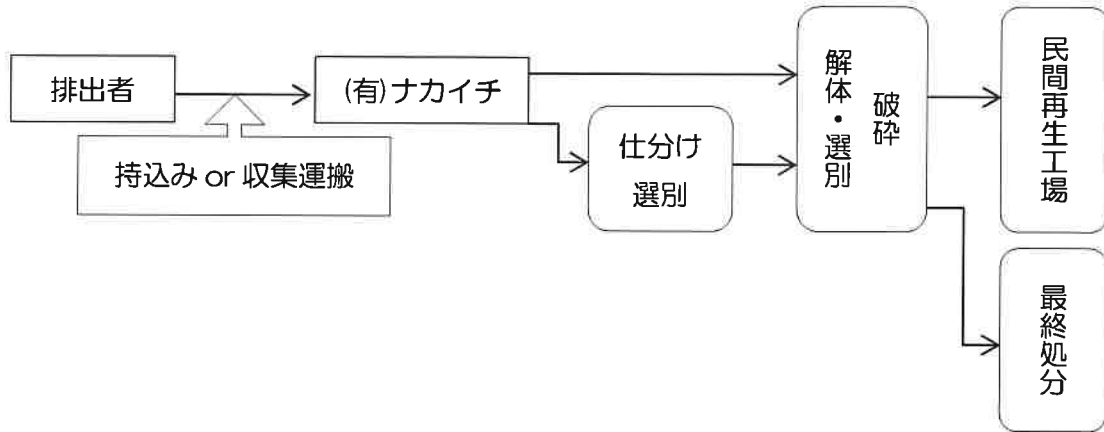 排出者
(有)ナカイチ
持込み or 収集運搬
仕分け
選別
破砕
解体・選別
民間再生工場
最終処分